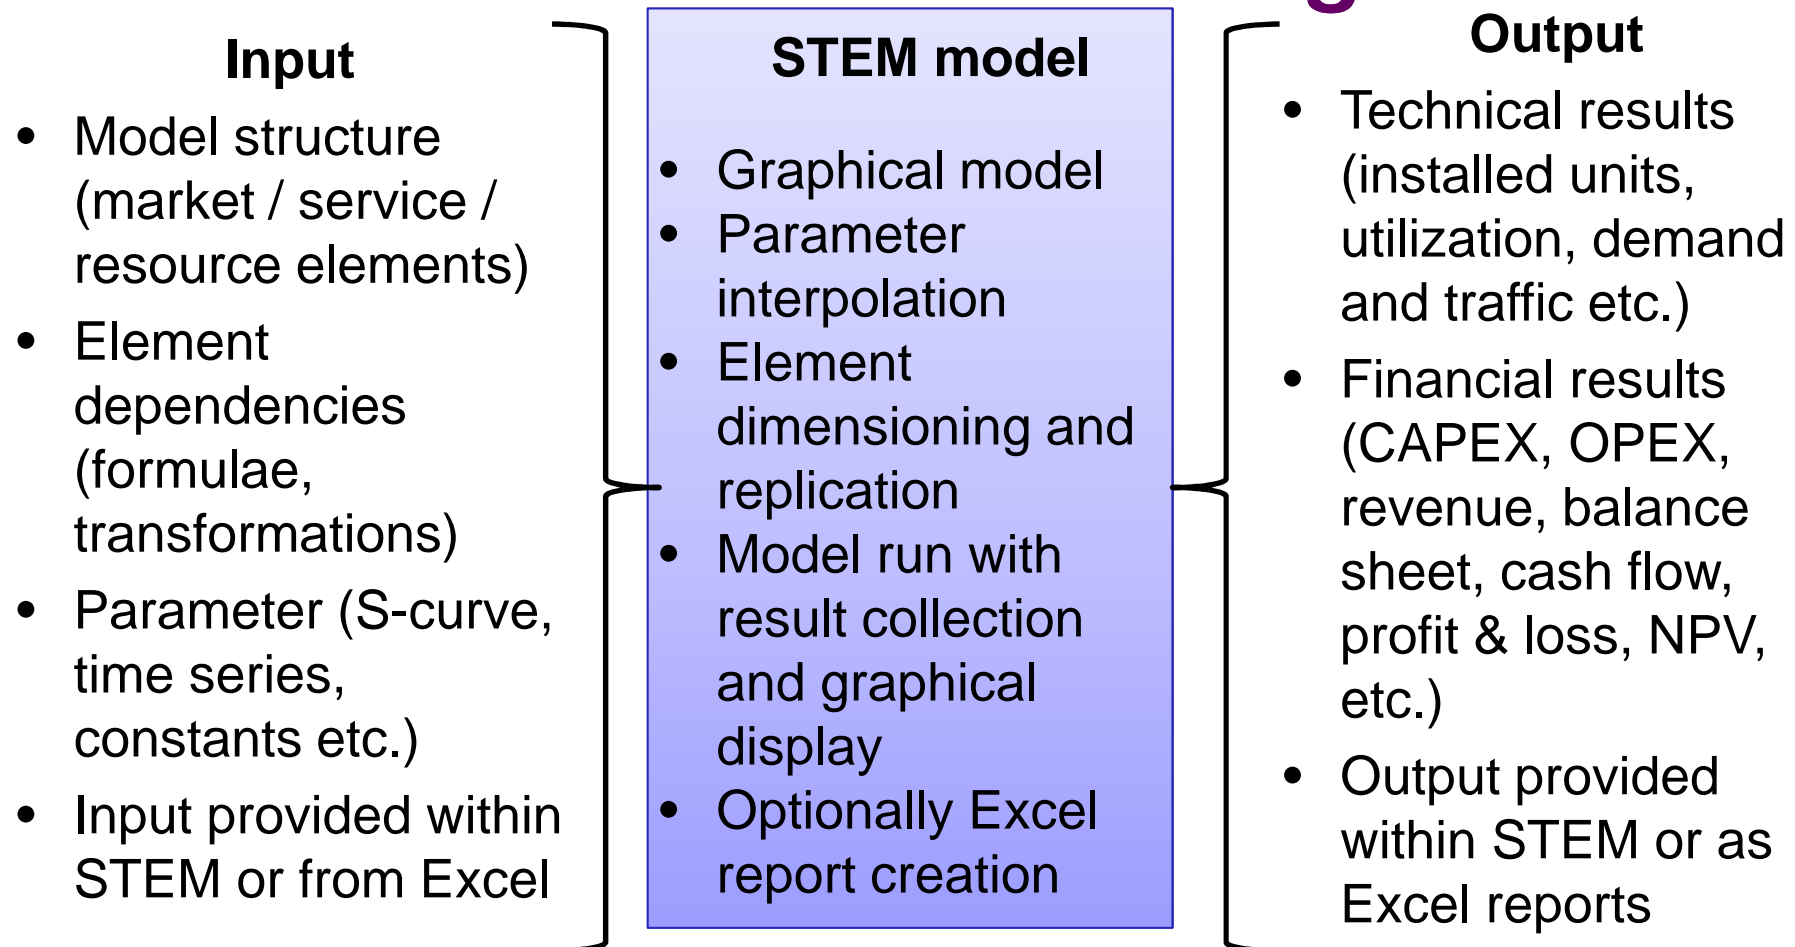 Input
• Model structure
(market / service /
resource elements)
• Element
dependencies
(formulae,
transformations)
• Parameter (S-curve,
time series,
constants etc.)
• Input provided within
STEM or from Excel
STEM model
• Graphical model
• Parameter
interpolation
• Element
dimensioning and
replication
• Model run with
result collection
and graphical
display
• Optionally Excel
report creation
Output
• Technical results
(installed units,
utilization, demand
and traffic etc.)
• Financial results
(CAPEX, OPEX,
revenue, balance
sheet, cash flow,
profit & loss, NPV,
etc.)
• Output provided
within STEM or as
Excel reports